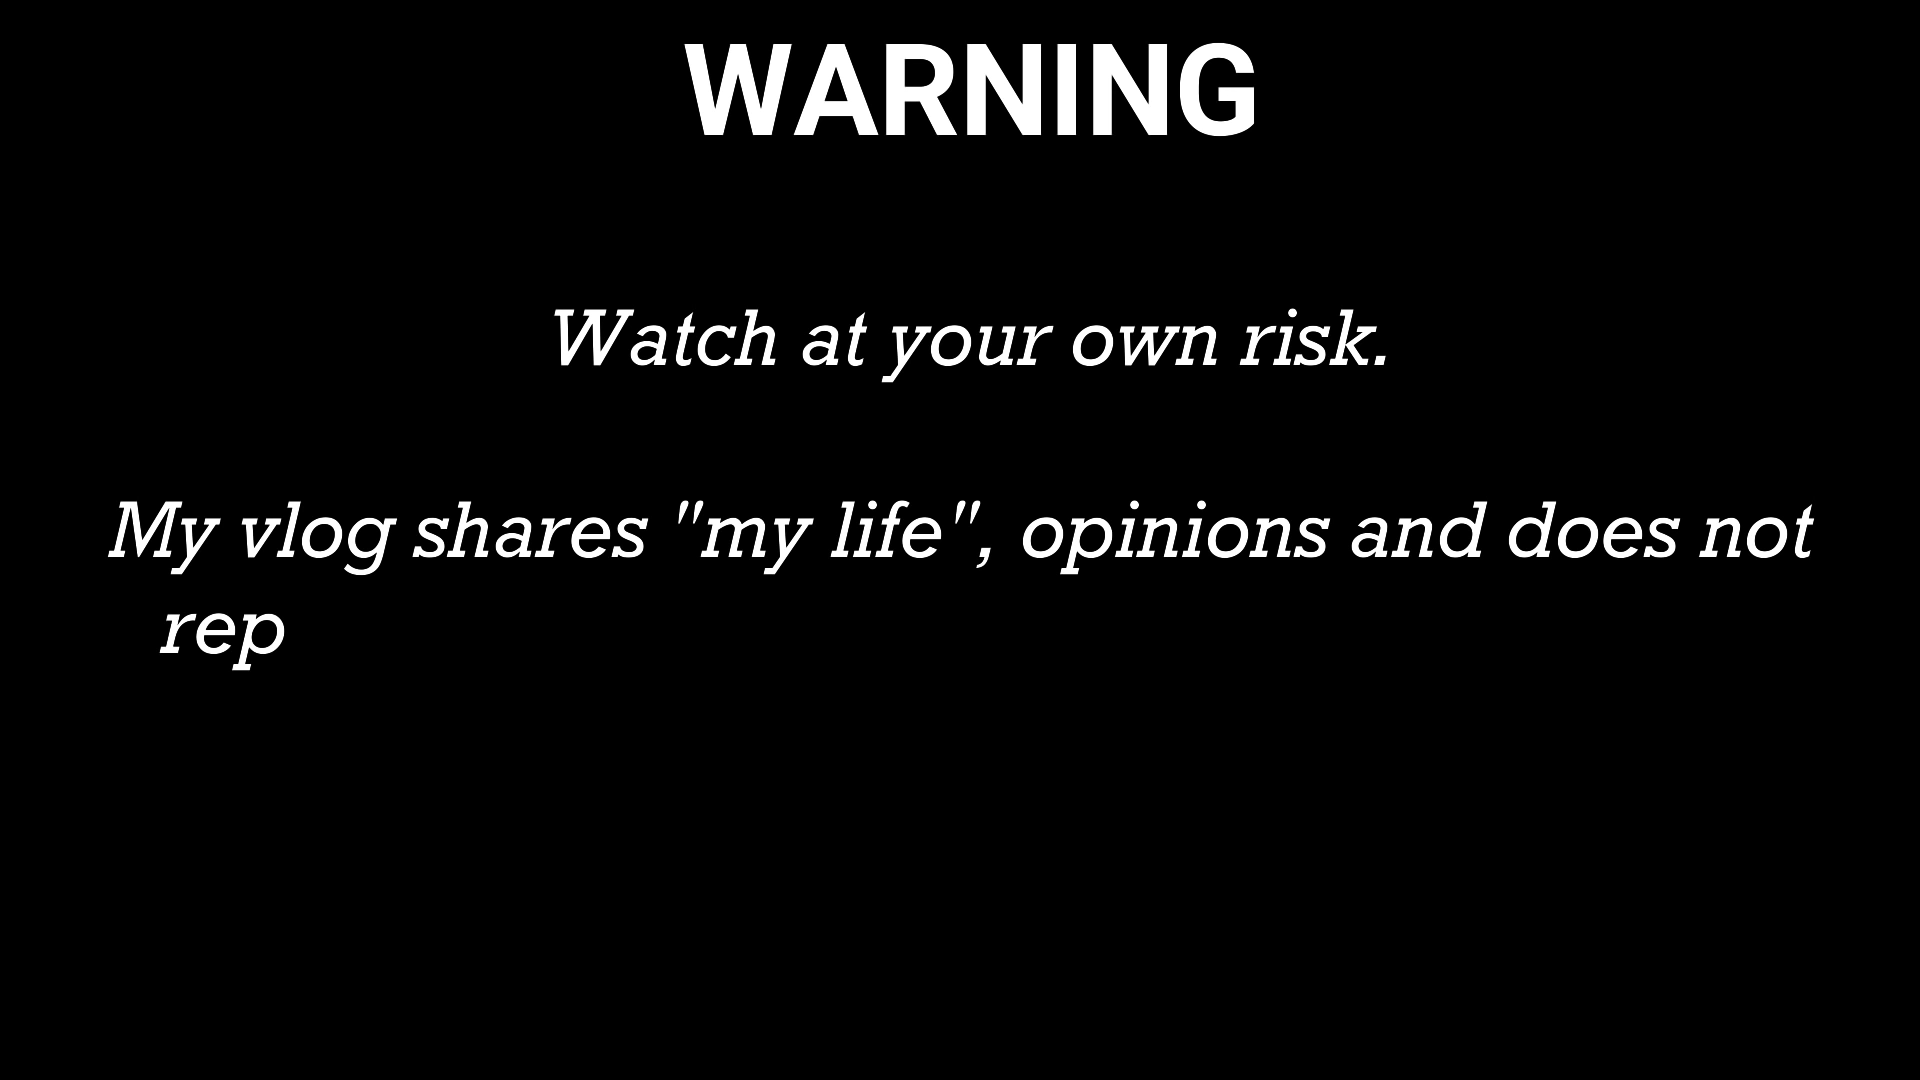 WARNING
Watch at your own risk.
My vlog shares "my life", opinions and does not
rep